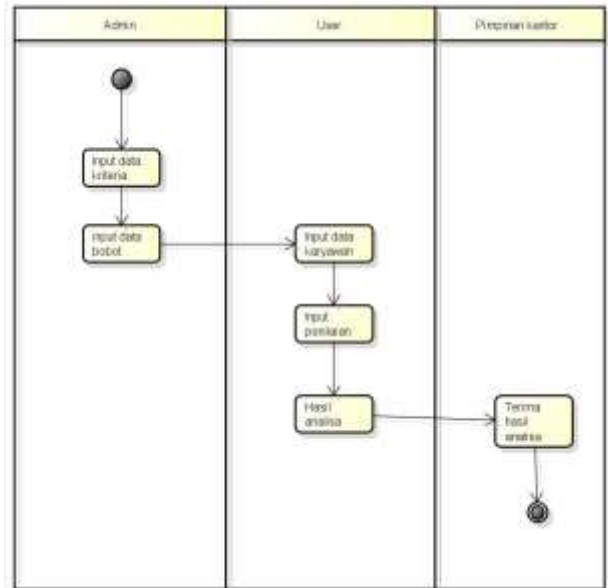 Admin
User
Pimpinan kantor
Input data
kriteria
Input data
bobot
Input data
karyawan
Input
penilaian
Hasil
analisa
Terima
hasil
analisa